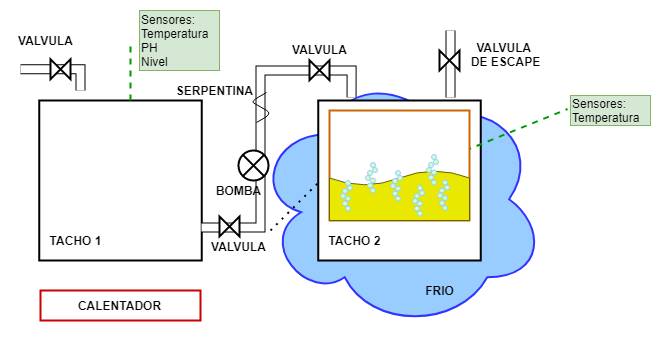 VALVULA
Sensores:
Temperatura
PH
Nivel
VALVULA
VALVULA
DE ESCAPE
SERPENTINA
Sensores:
Temperatura
BOMBA
TACHO 1
VALVULA
TACHO 2
FRIO
CALENTADOR